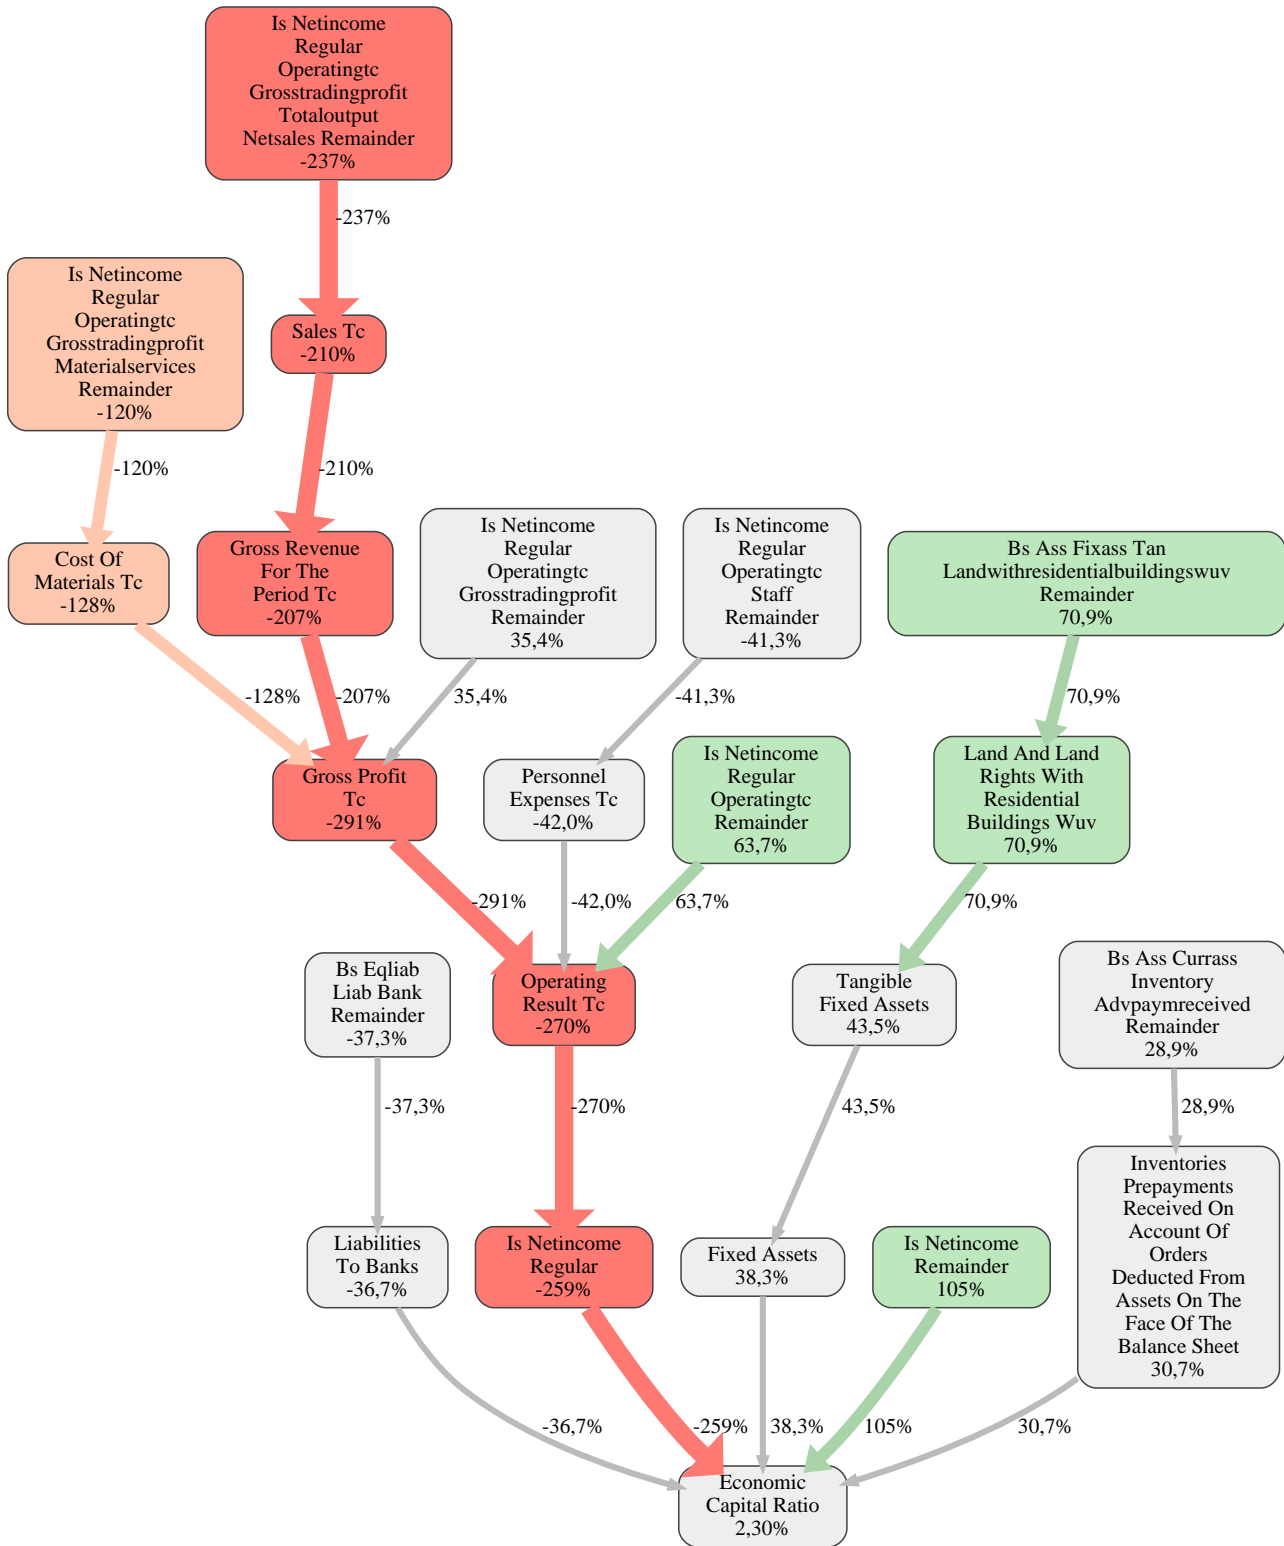 Is Netincome
Regular
Operatingtc
Grosstradingprofit
Totaloutput
Netsales Remainder
-237%
-237%
Is Netincome
Regular
Operatingtc
Grosstradingprofit
Materialservices
Remainder
-120%
Sales Tc
-210%
-120%
-210%
Cost Of
Materials Tc
-128%
Gross Revenue
For The
Period Tc
-207%
Is Netincome
Regular
Operatingtc
Grosstradingprofit
Remainder
35,4%
Is Netincome
Regular
Operatingtc
Staff
Remainder
-41,3%
Bs Ass Fixass Tan
Landwithresidentialbuildingswuv
Remainder
70,9%
-128%
-207%
35,4%
-41,3%
70,9%
Gross Profit
Tc
-291%
Personnel
Expenses Tc
-42,0%
Is Netincome
Regular
Operatingtc
Remainder
63,7%
Land And Land
Rights With
Residential
Buildings Wuv
70,9%
-291%
-42,0%
63,7%
70,9%
Bs Eqliab
Liab Bank
Remainder
-37,3%
Operating
Result Tc
-270%
Tangible
Fixed Assets
43,5%
Bs Ass Currass
Inventory
Advpaymreceived
Remainder
28,9%
-37,3%
-270%
43,5%
28,9%
Liabilities
To Banks
-36,7%
Is Netincome
Regular
-259%
Fixed Assets
38,3%
Is Netincome
Remainder
105%
Inventories
Prepayments
Received On
Account Of
Orders
Deducted From
Assets On The
Face Of The
Balance Sheet
30,7%
-36,7%
-259%
38,3%
105%
30,7%
Economic
Capital Ratio
2,30%